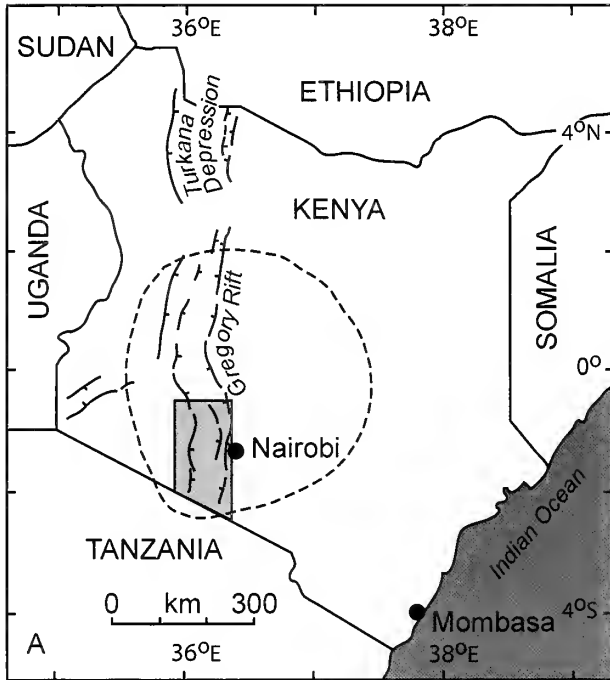 36°E
38°E
SUDAN
ETHIOPIA
4°N
Turkana
Depression
KENYA
UGANDA
SOMALIA
Gregory Rift
0°
Nairobi
TANZANIA
Indian Ocean
0 km 300
4°S
Mombasa
A
36°E
38°E